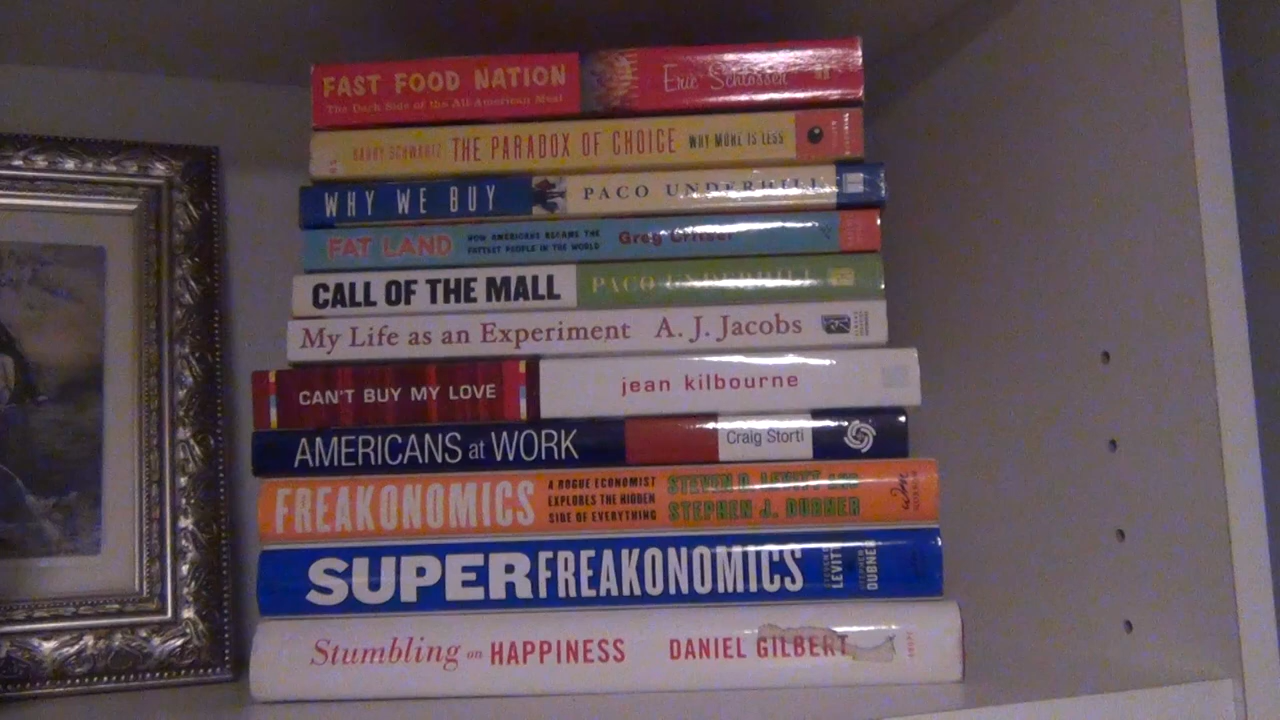 FAST FOOD NATION
The Dark Side of the All-American Meal
Eric Schlosser
BARRY SCHWARTZ THE PARADOX OF CHOICE WHY MORE IS LESS
WHY WE BUY PACO UNDERHILL
FAT LAND
HOW AMERICANS BECAME THE
FATTEST PEOPLE IN THE WORLD
Greg Critser
CALL OF THE MALL PACO UNDERHILL
My Life as an Experiment A. J. Jacobs
CAN'T BUY MY LOVE jean kilbourne
AMERICANS at WORK Craig Storti
FREAKONOMICS
A ROGUE ECONOMIST
EXPLORES THE HIDDEN
SIDE OF EVERYTHING
STEVEN D. LEVITT AND
STEPHEN J. DUBNER
SUPERFREAKONOMICS
LEVITT
DUBNER
Stumbling on HAPPINESS DANIEL GILBERT